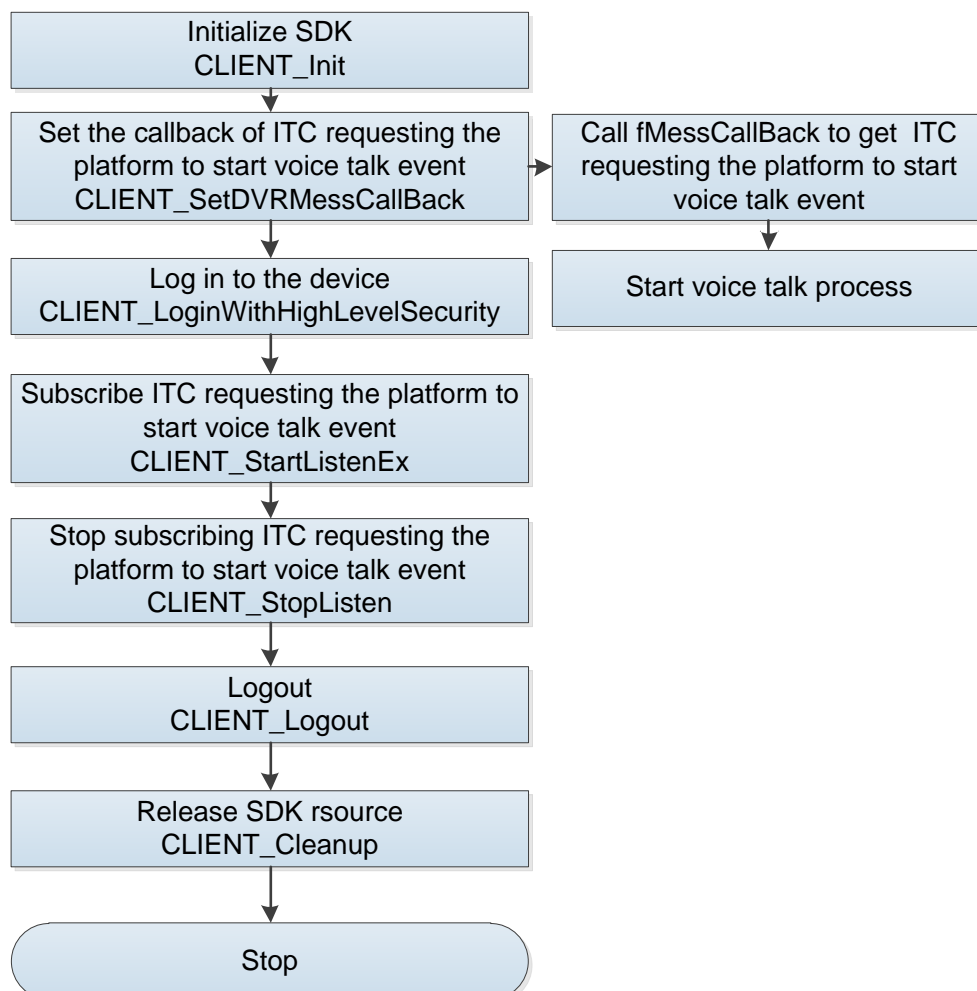 Initialize SDK
CLIENT_Init
Set the callback of ITC requesting the
platform to start voice talk event
CLIENT_SetDVRMessCallBack
Call fMessCallBack to get  ITC
requesting the platform to start
voice talk event
Log in to the device
CLIENT_LoginWithHighLevelSecurity
Start voice talk process
Subscribe ITC requesting the platform to
start voice talk event
CLIENT_StartListenEx
Stop subscribing ITC requesting the
platform to start voice talk event
CLIENT_StopListen
Logout
CLIENT_Logout
Release SDK rsource
CLIENT_Cleanup
Stop